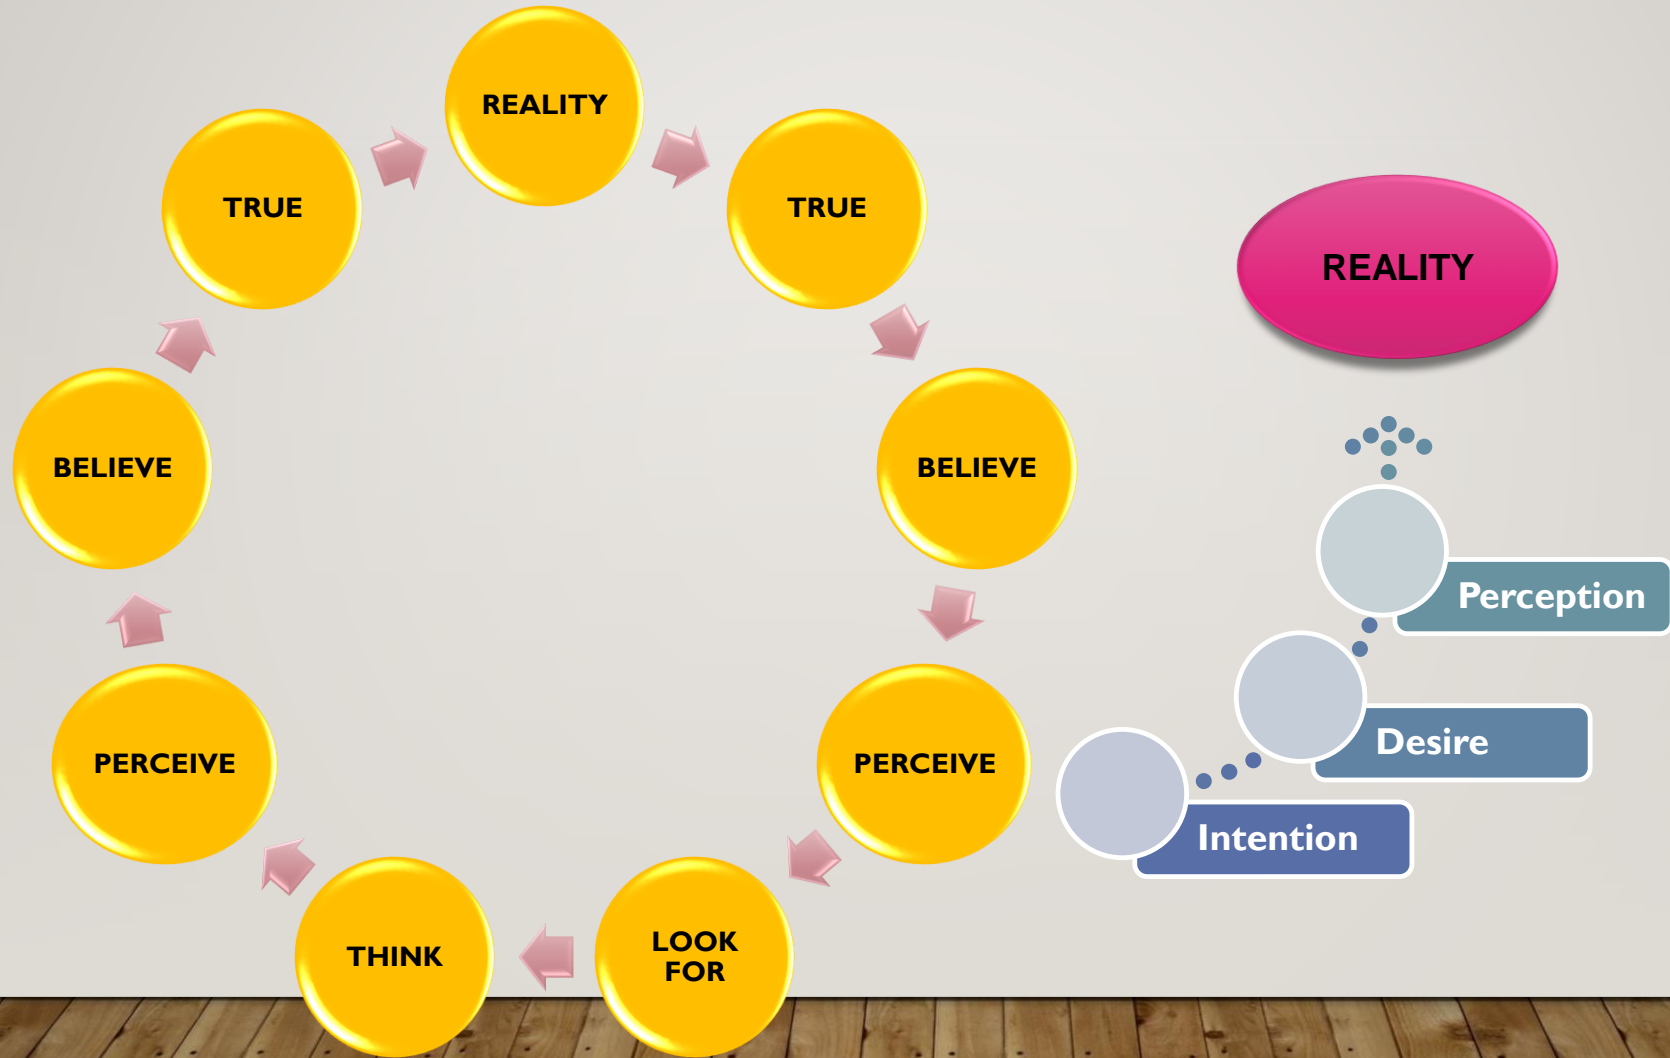 REALITY
TRUE
TRUE
BELIEVE
BELIEVE
PERCEIVE
PERCEIVE
THINK
LOOK
FOR
REALITY
Perception
Desire
Intention